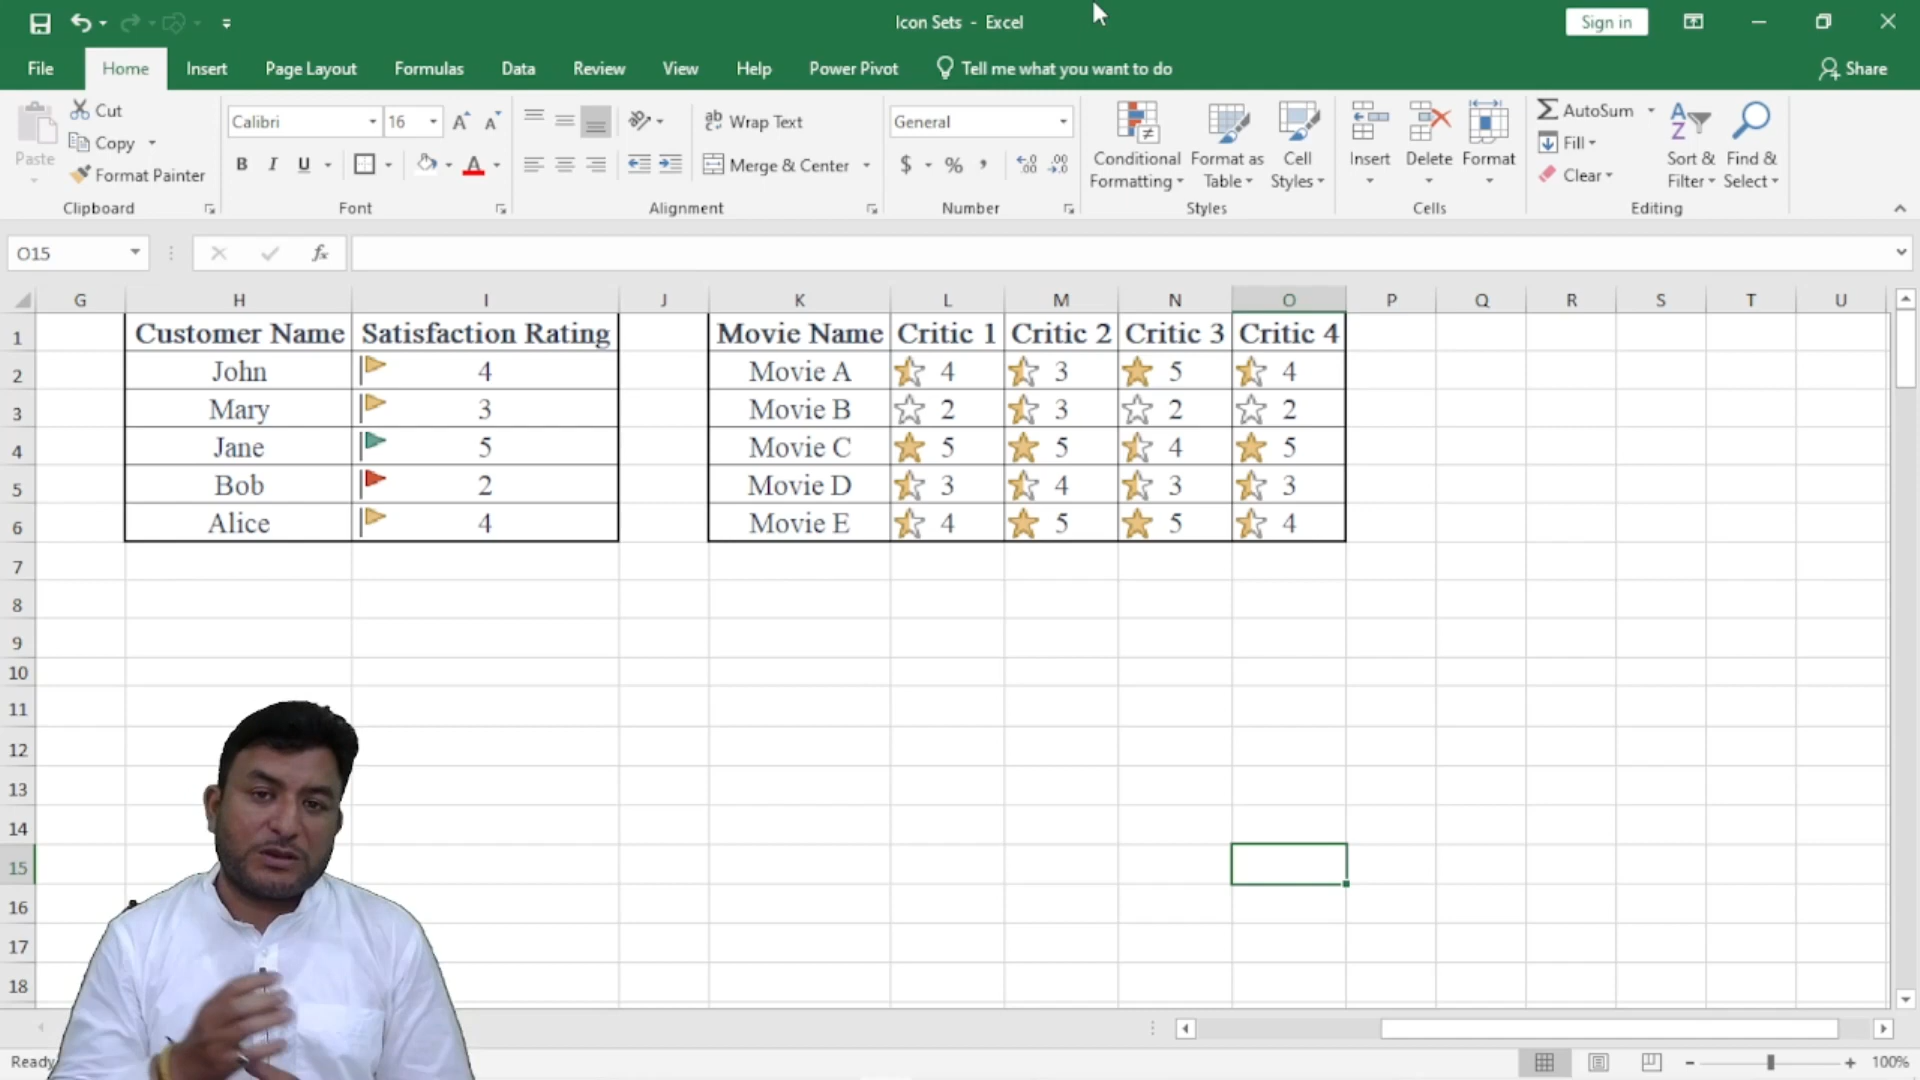 Icon Sets - Excel
Sign in
File Home Insert Page Layout Formulas Data Review View Help Power Pivot Tell me what you want to do Share
Paste
Cut
Copy
Format Painter
Clipboard
Calibri 16
B I U A
Font
ab Wrap Text
Merge & Center
Alignment
General
$ % ,
Number
Conditional Formatting
Format as Table
Cell Styles
Styles
Insert Delete Format
Cells
AutoSum
Fill
Clear
Sort & Filter
Find & Select
Editing
O15 fx
G H I J K L M N O P Q R S T U
1 Customer Name Satisfaction Rating Movie Name Critic 1 Critic 2 Critic 3 Critic 4
2 John 4 Movie A 4 3 5 4
3 Mary 3 Movie B 2 3 2 2
4 Jane 5 Movie C 5 5 4 5
5 Bob 2 Movie D 3 4 3 3
6 Alice 4 Movie E 4 5 5 4
7
8
9
10
11
12
13
14
15
16
17
18
Ready 100%